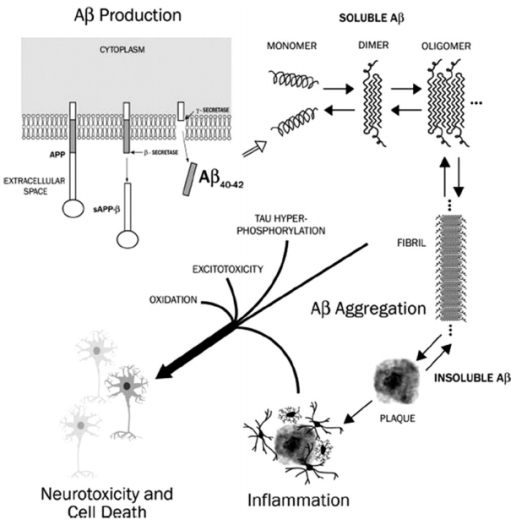 Aβ Production
CYTOPLASM
γ - SECRETASE
APP
β - SECRETASE
EXTRACELLULAR
SPACE
sAPP-β
Aβ40-42
SOLUBLE Aβ
MONOMER
DIMER
OLIGOMER
...
TAU HYPER-
PHOSPHORYLATION
EXCITOTOXICITY
OXIDATION
FIBRIL
Aβ Aggregation
INSOLUBLE Aβ
PLAQUE
Neurotoxicity and
Cell Death
Inflammation